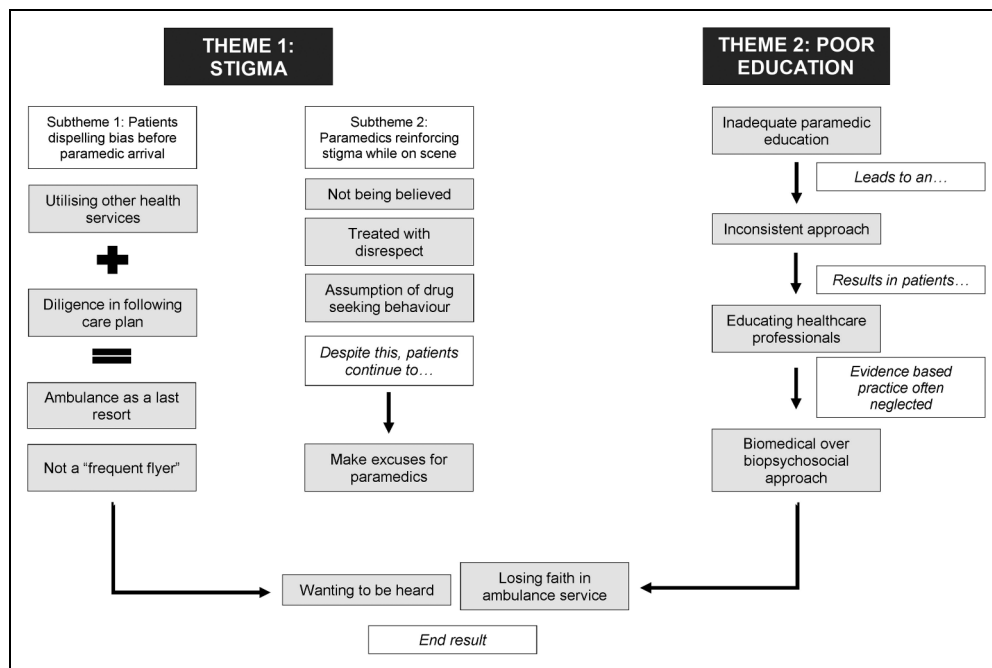 THEME 1:
STIGMA
Subtheme 1: Patients
dispelling bias before
paramedic arrival
Utilising other health
services
+
Diligence in following
care plan
=
Ambulance as a last
resort
Not a “frequent flyer”
Subtheme 2:
Paramedics reinforcing
stigma while on scene
Not being believed
Treated with
disrespect
Assumption of drug
seeking behaviour
Despite this, patients
continue to…
Make excuses for
paramedics
THEME 2: POOR
EDUCATION
Inadequate paramedic
education
Leads to an…
Inconsistent approach
Results in patients…
Educating healthcare
professionals
Evidence based
practice often
neglected
Biomedical over
biopsychosocial
approach
Wanting to be heard
Losing faith in
ambulance service
End result